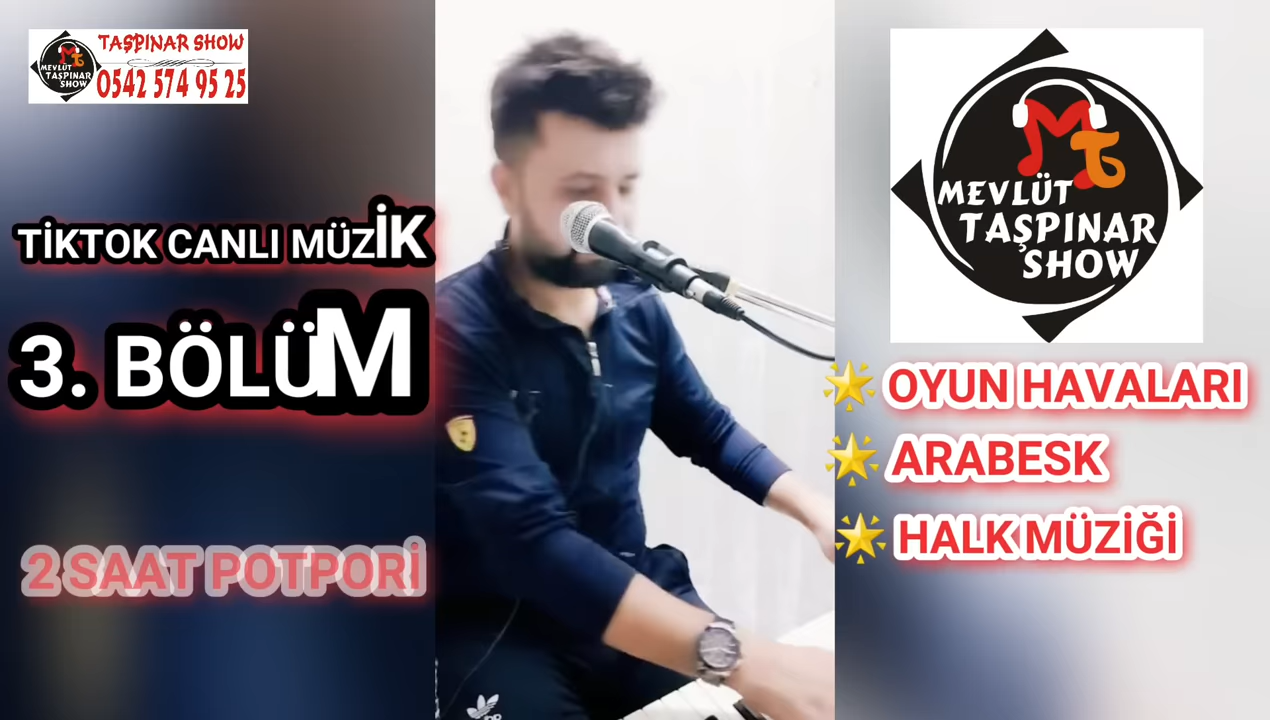 TAŞPINAR SHOW
MEVLÜT
TAŞPINAR
SHOW
0542 574 95 25
TİKTOK CANLI MÜZİK
3. BÖLÜM
2 SAAT POTPORİ
Mt
MEVLÜT
TAŞPINAR
SHOW
🌟 OYUN HAVALARI
🌟 ARABESK
🌟 HALK MÜZİĞİ